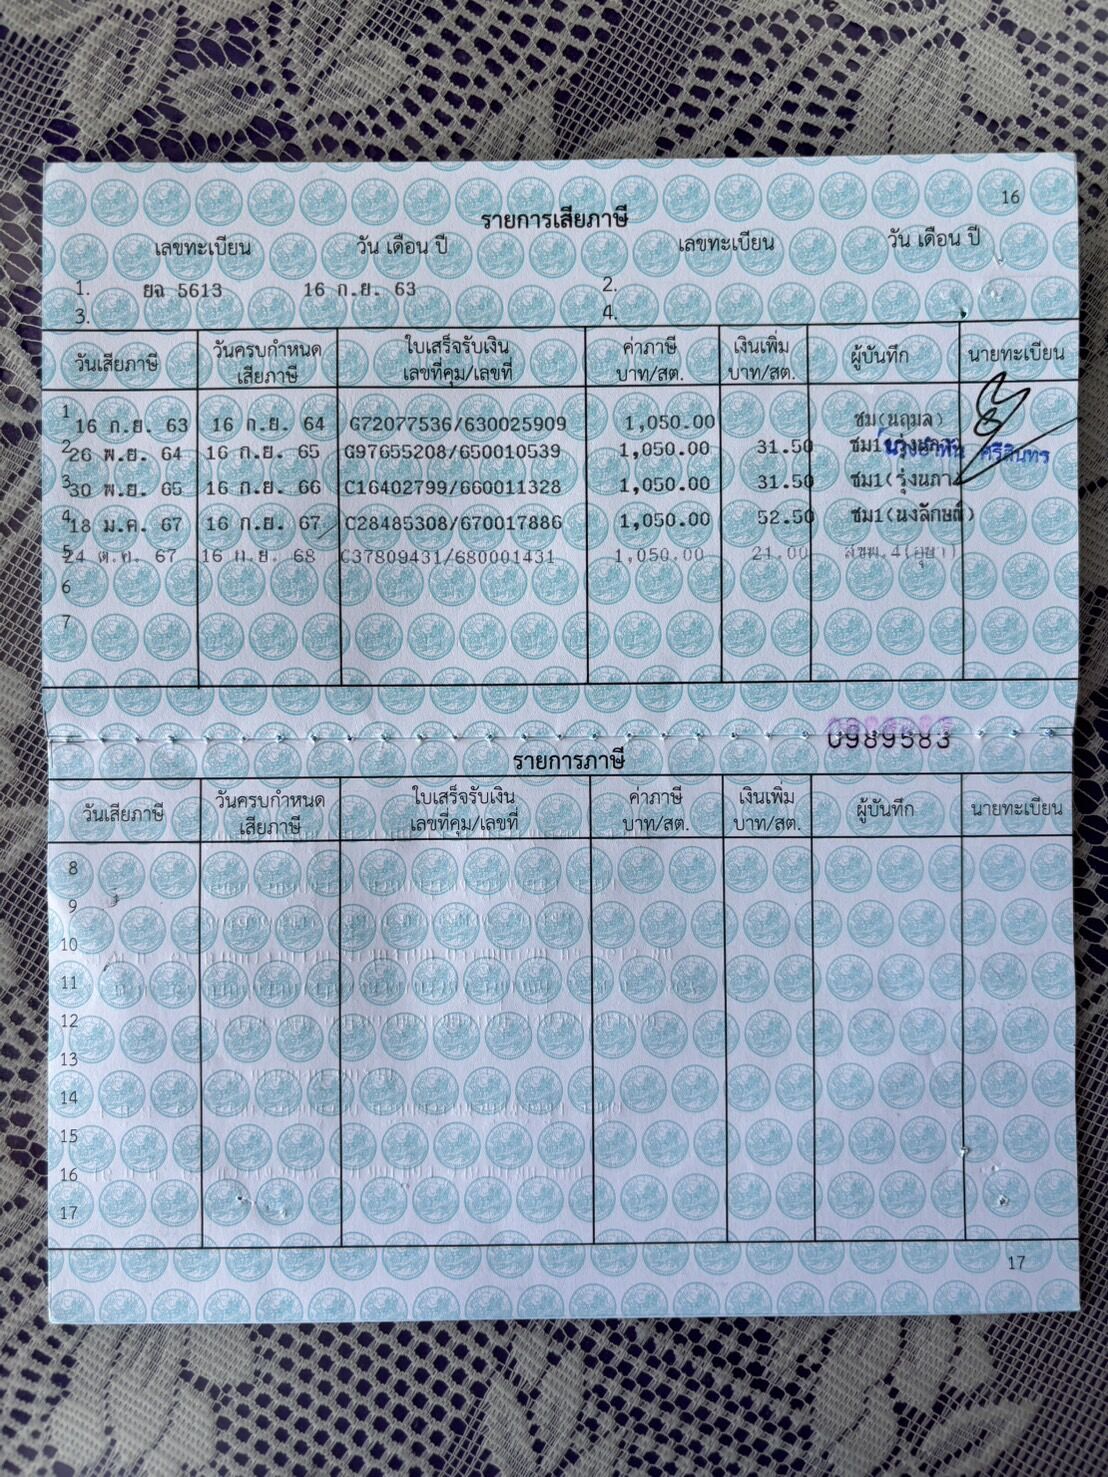 16
รายการเสียภาษี
เลขทะเบียน วัน เดือน ปี เลขทะเบียน วัน เดือน ปี
1. ยฉ 5613 16 ก.ย. 63 2.
3. 4.
วันเสียภาษี วันครบกำหนด เสียภาษี ใบเสร็จรับเงิน เลขที่คุม/เลขที่ ค่าภาษี บาท/สต. เงินเพิ่ม บาท/สต. ผู้บันทึก นายทะเบียน
1 16 ก.ย. 63 16 ก.ย. 64 G72077536/630025909 1,050.00 ชม(นฤมล)
2 26 พ.ย. 64 16 ก.ย. 65 G97655208/650010539 1,050.00 31.50 ชม1 ศรีสินทร
3 30 พ.ย. 65 16 ก.ย. 66 C16402799/660011328 1,050.00 31.50 ชม1(รุ่งนภา
4 18 ม.ค. 67 16 ก.ย. 67 C28485308/670017886 1,050.00 52.50 ชม1(นงลักษณ์)
5 24 ต.ค. 67 16 ก.ย. 68 C37809431/680001431 1,050.00 21.00 สขพ.4(อุษา)
6
7
0989583
รายการภาษี
วันเสียภาษี วันครบกำหนด เสียภาษี ใบเสร็จรับเงิน เลขที่คุม/เลขที่ ค่าภาษี บาท/สต. เงินเพิ่ม บาท/สต. ผู้บันทึก นายทะเบียน
8
9
10
11
12
13
14
15
16
17
17